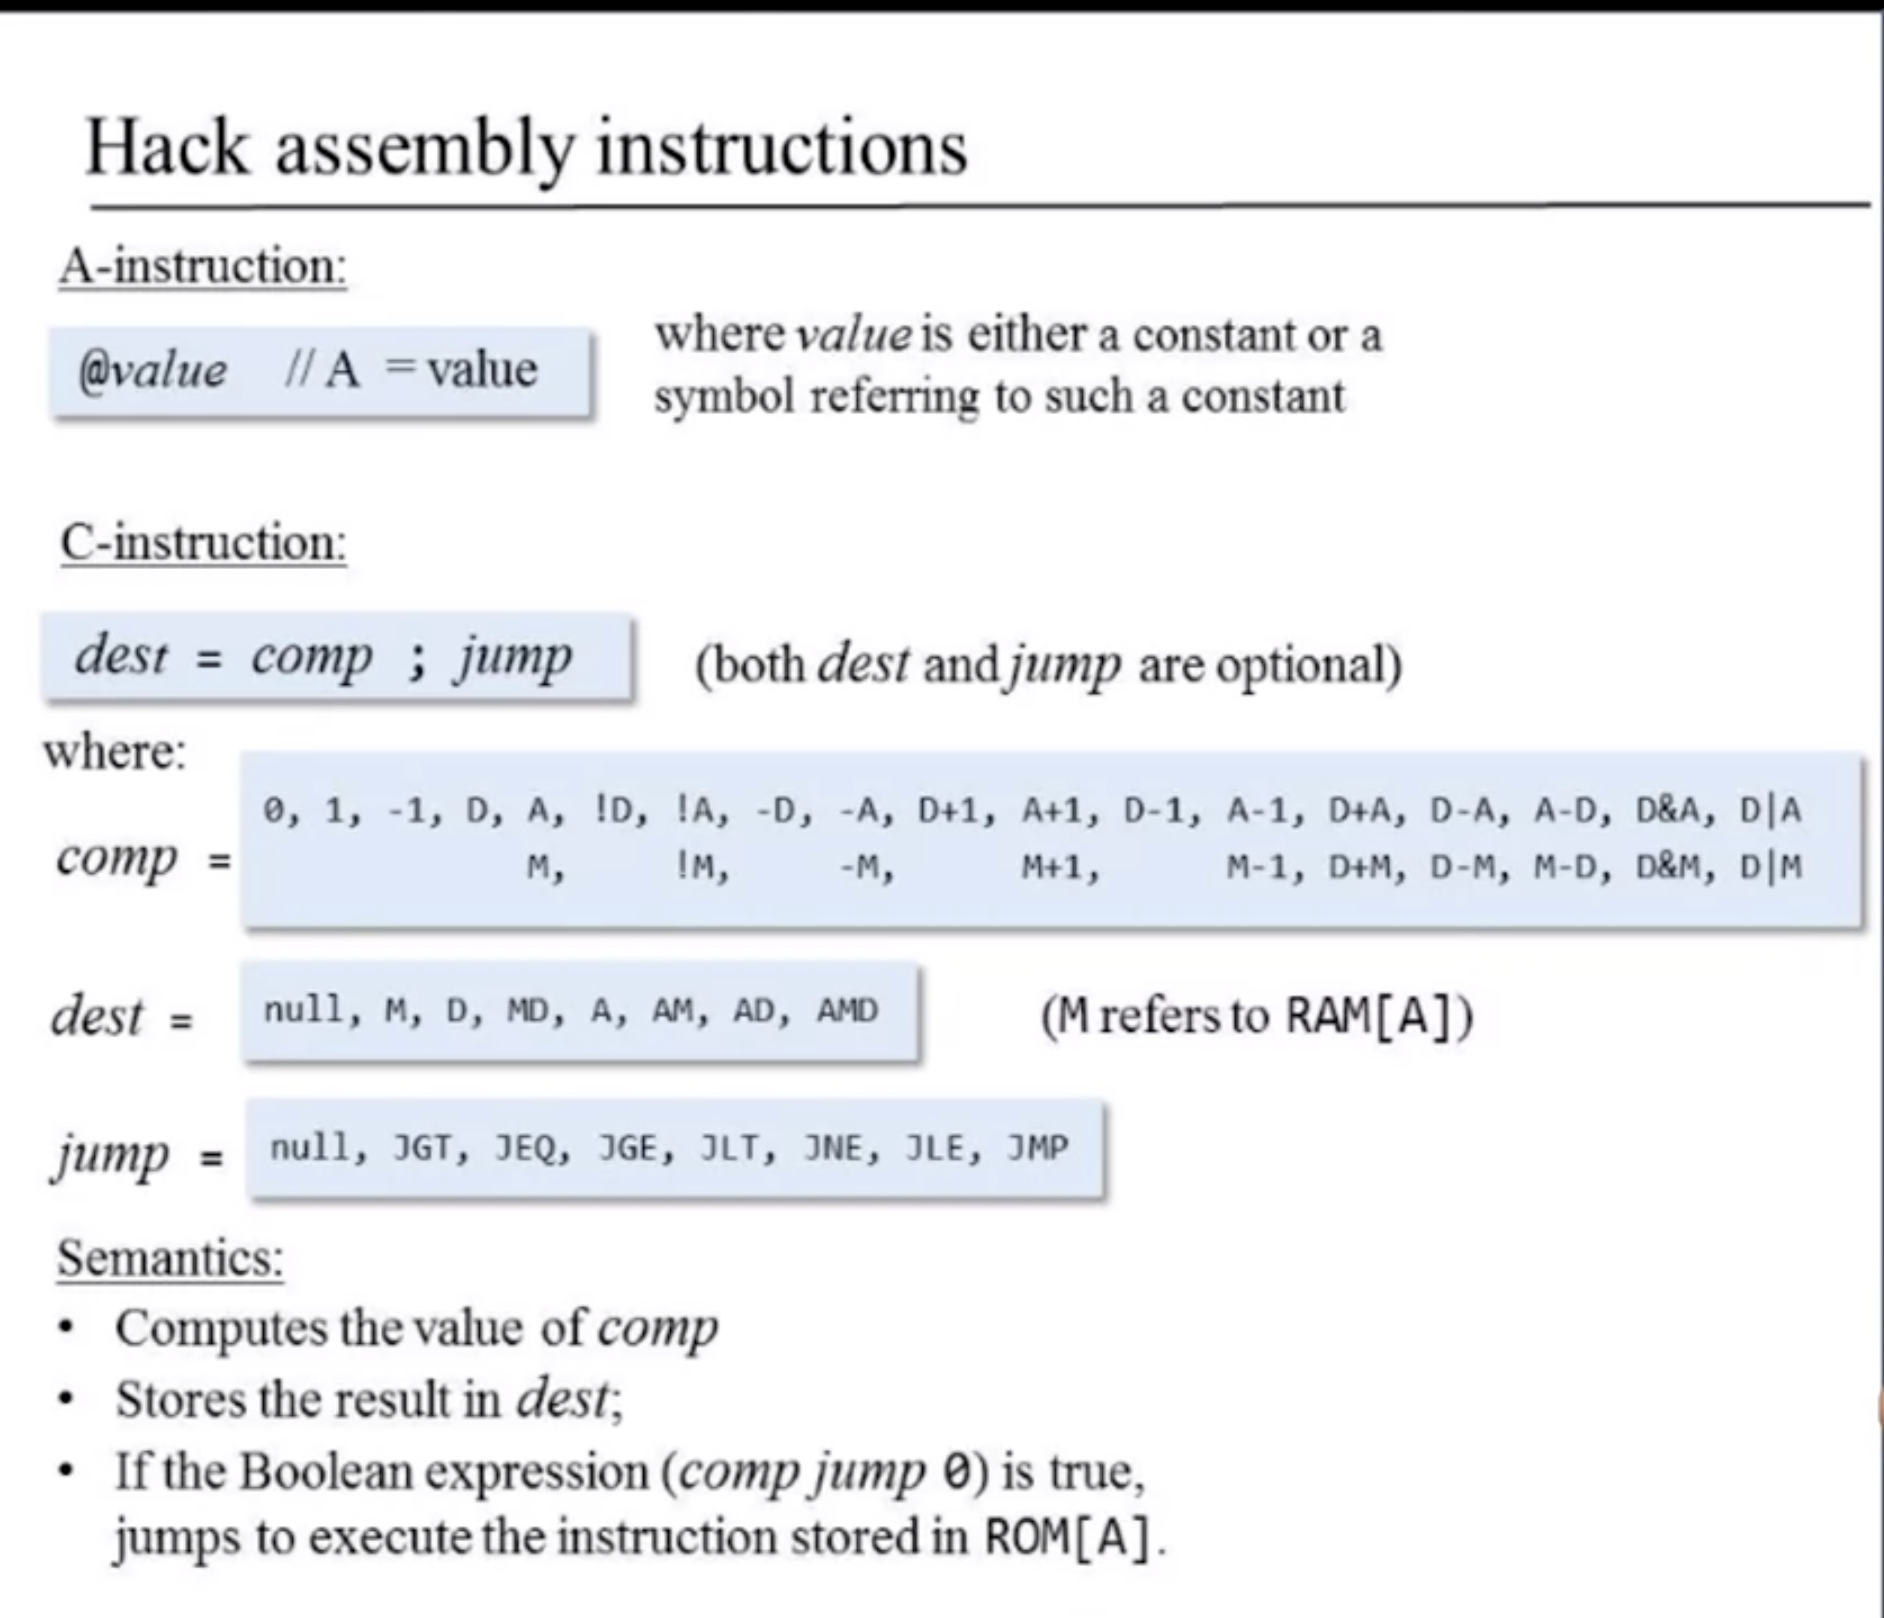 Hack assembly instructions
A-instruction:
@value // A = value
where value is either a constant or a
symbol referring to such a constant
C-instruction:
dest = comp ; jump
(both dest and jump are optional)
where:
comp =
0, 1, -1, D, A, !D, !A, -D, -A, D+1, A+1, D-1, A-1, D+A, D-A, A-D, D&A, D|A
M, !M, -M, M+1, M-1, D+M, D-M, M-D, D&M, D|M
dest = null, M, D, MD, A, AM, AD, AMD (M refers to RAM[A])
jump = null, JGT, JEQ, JGE, JLT, JNE, JLE, JMP
Semantics:
• Computes the value of comp
• Stores the result in dest;
• If the Boolean expression (comp jump 0) is true,
jumps to execute the instruction stored in ROM[A].